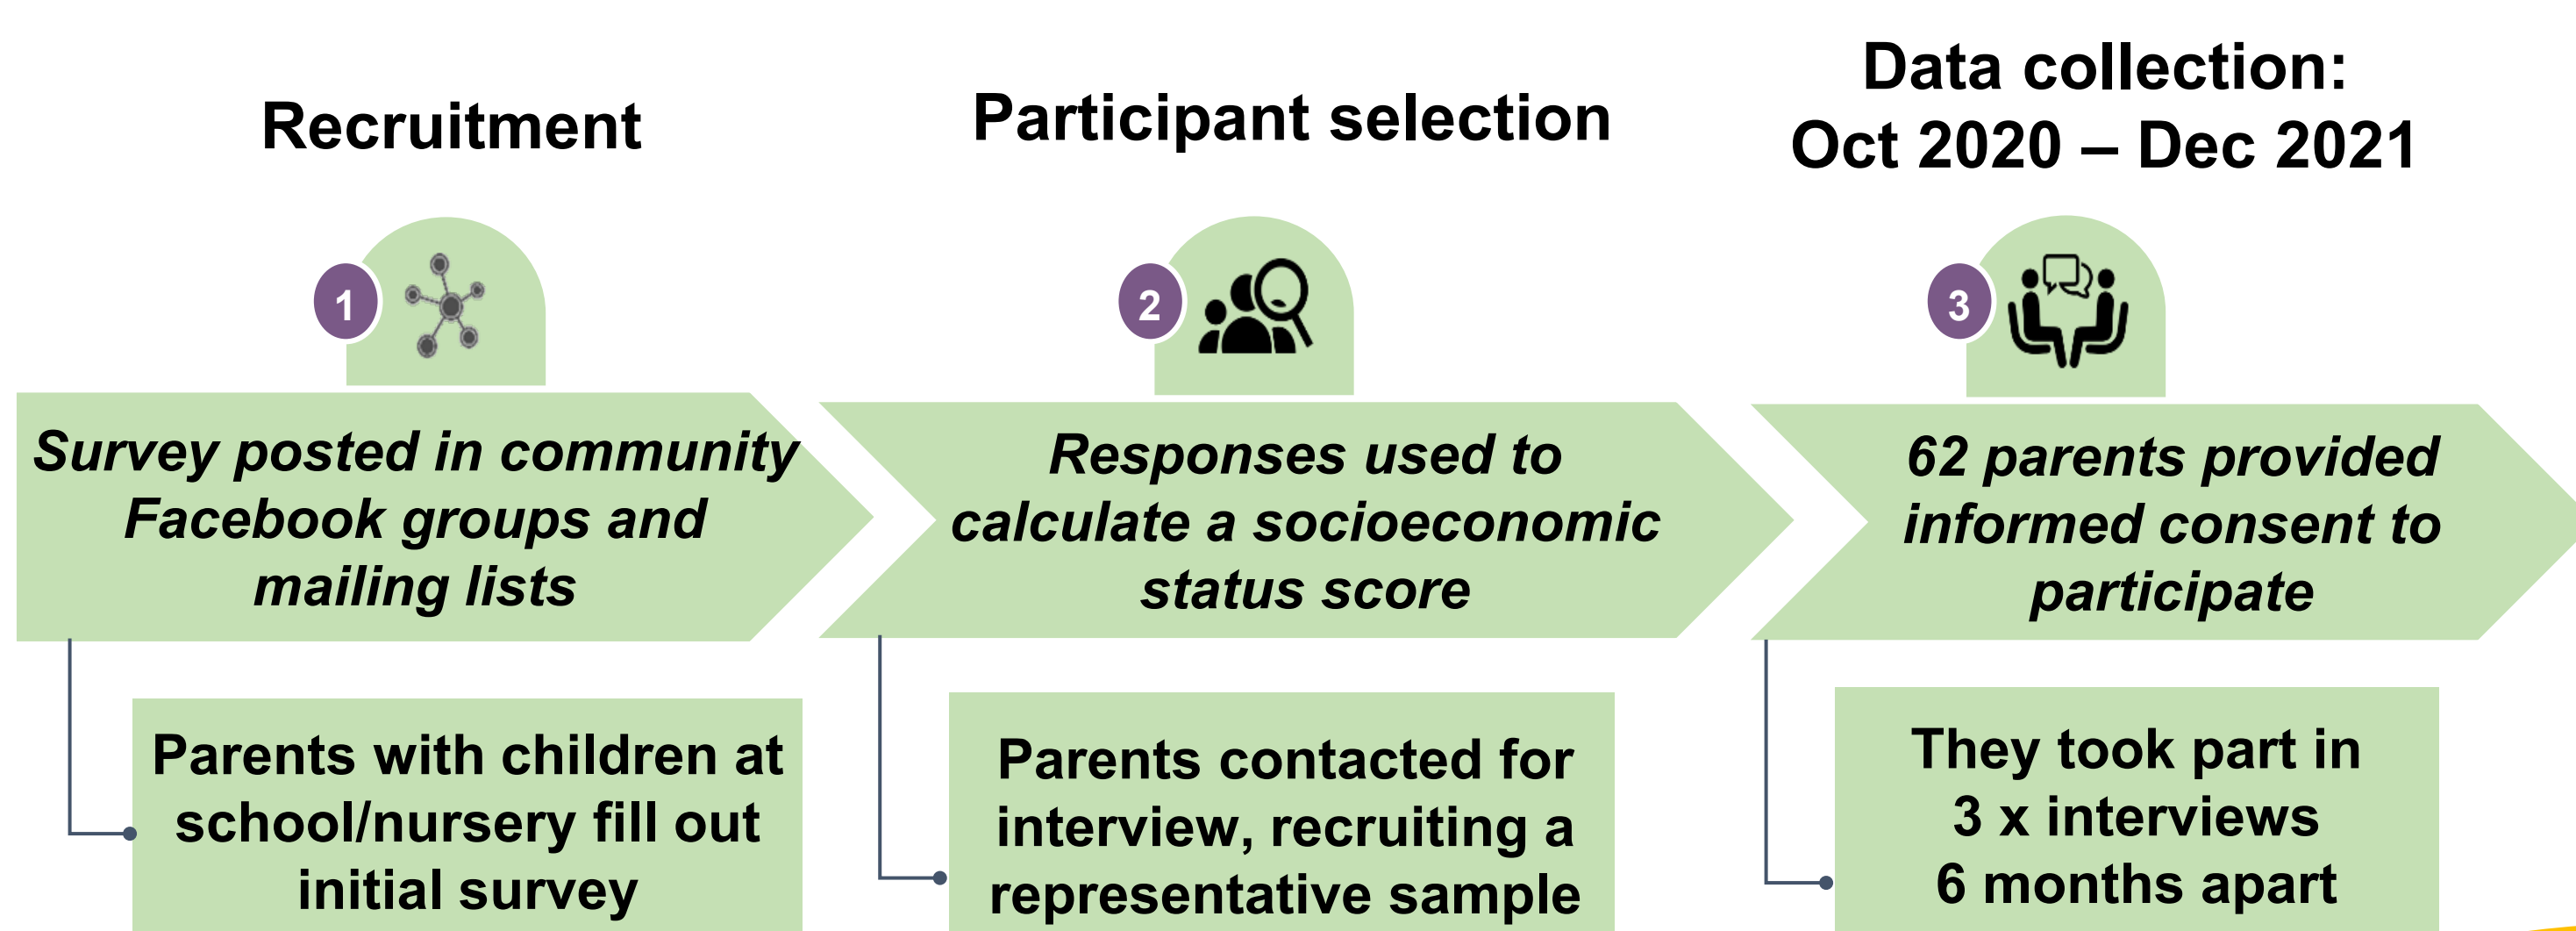 Recruitment
1
Survey posted in community
Facebook groups and
mailing lists
Parents with children at
school/nursery fill out
initial survey
Participant selection
2
Responses used to
calculate a socioeconomic
status score
Parents contacted for
interview, recruiting a
representative sample
Data collection:
Oct 2020 – Dec 2021
3
62 parents provided
informed consent to
participate
They took part in
3 x interviews
6 months apart